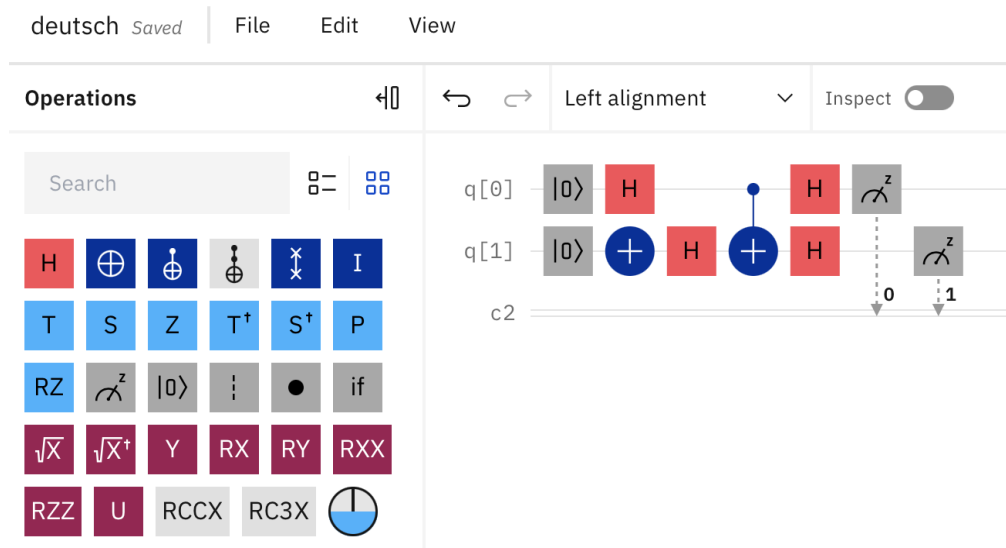 deutsch Saved File Edit View
Operations
Left alignment
Inspect
Search
H I
T S Z T† S† P
RZ z |0⟩ if
√X √X† Y RX RY RXX
RZZ U RCCX RC3X
q[0] |0⟩ H H z
q[1] |0⟩ H H z
c2 0 1